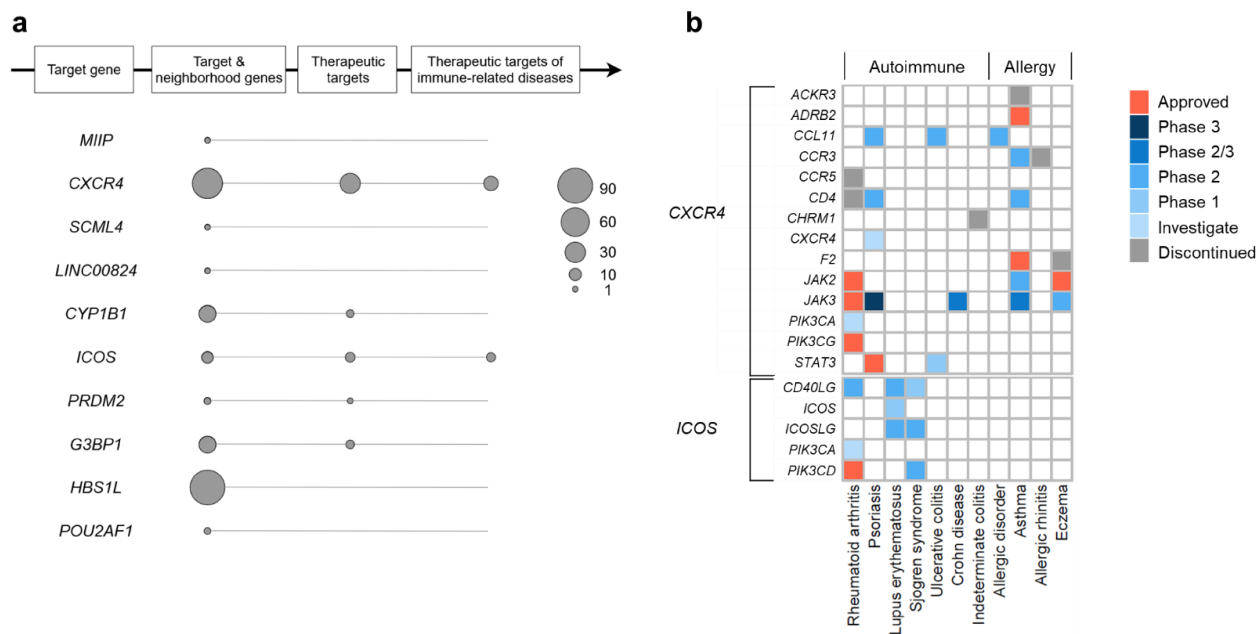 a
Target gene
Target &
neighborhood genes
Therapeutic
targets
Therapeutic targets of
immune-related diseases
MIIP
CXCR4
SCML4
LINC00824
CYP1B1
ICOS
PRDM2
G3BP1
HBS1L
POU2AF1
90
60
30
10
1
b
Autoimmune
Allergy
CXCR4
ACKR3
ADRB2
CCL11
CCR3
CCR5
CD4
CHRM1
CXCR4
F2
JAK2
JAK3
PIK3CA
PIK3CG
STAT3
ICOS
CD40LG
ICOS
ICOSLG
PIK3CA
PIK3CD
Rheumatoid arthritis
Psoriasis
Lupus erythematosus
Sjogren syndrome
Ulcerative colitis
Crohn disease
Indeterminate colitis
Allergic disorder
Asthma
Allergic rhinitis
Eczema
Approved
Phase 3
Phase 2/3
Phase 2
Phase 1
Investigate
Discontinued